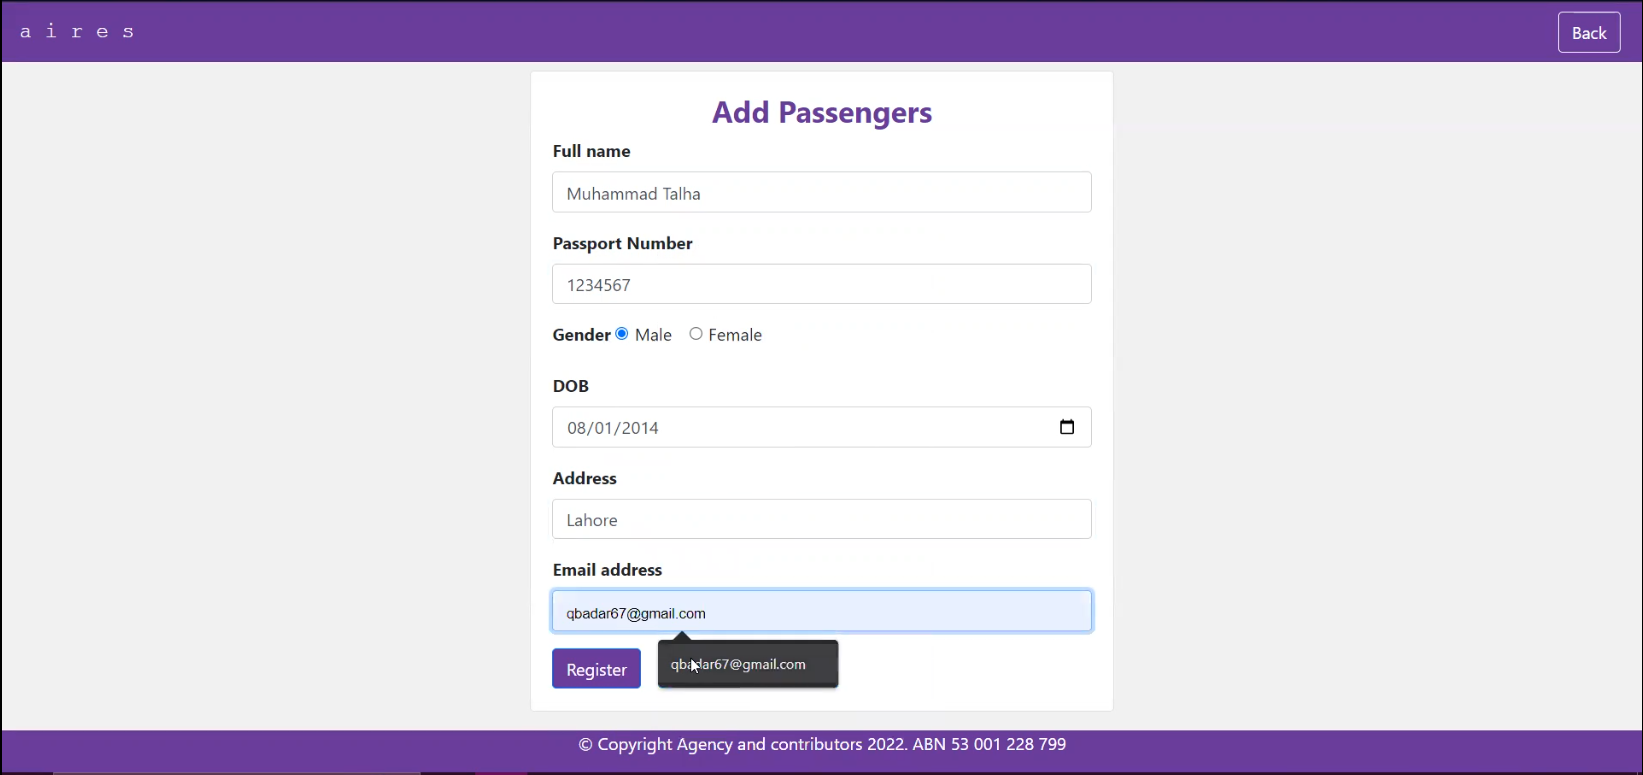 a i r e s
Back
Add Passengers
Full name
Muhammad Talha
Passport Number
1234567
Gender Male Female
DOB
08/01/2014
Address
Lahore
Email address
qbadar67@gmail.com
Register
qbadar67@gmail.com
© Copyright Agency and contributors 2022. ABN 53 001 228 799